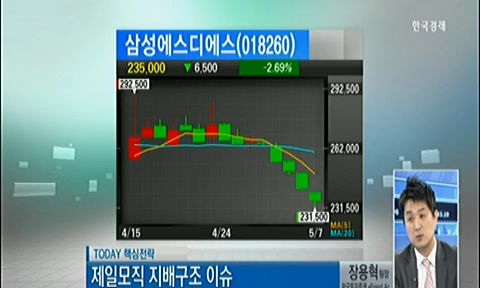 한국경제
삼성에스디에스(018260)
235,000 ▼ 6,500 -2.69%
292,500 292,500
262,000
231,500 231,500
MA(5)
MA(20)
4/15 4/24 5/7
TODAY 핵심전략
제일모직 지배구조 이슈
장용혁 팀장